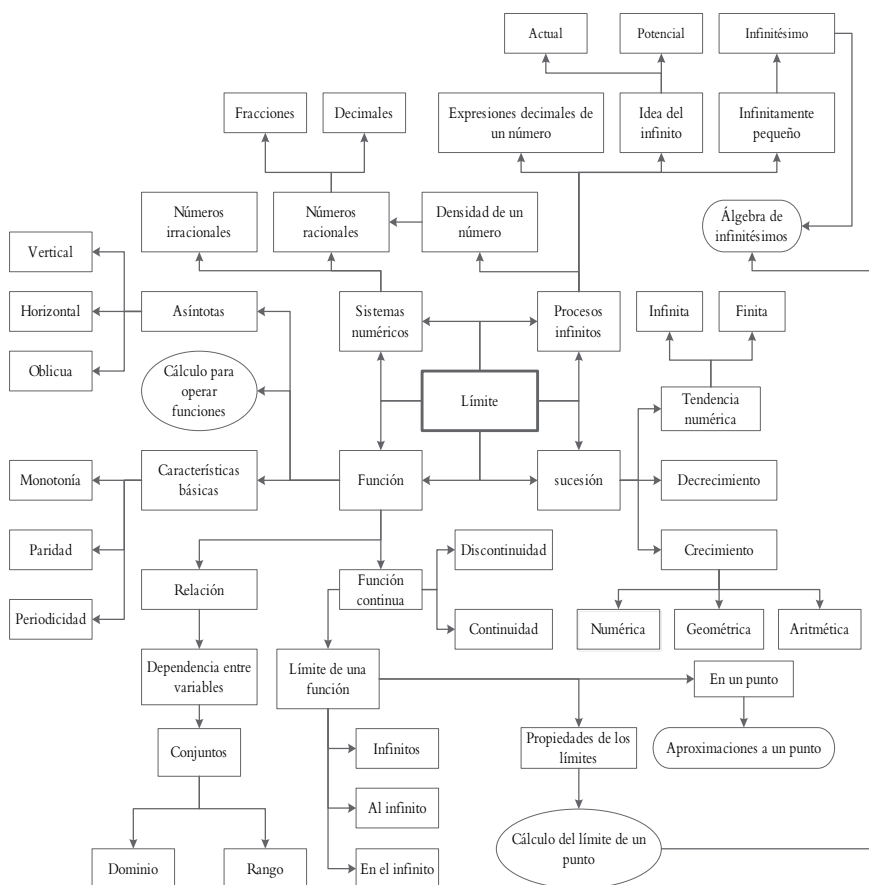 Actual
Potencial
Infinitésimo
Fracciones
Decimales
Expresiones decimales de
un número
Idea del
infinito
Infinitamente
pequeño
Números
irracionales
Números
racionales
Densidad de un
número
Álgebra de
infinitésimos
Vertical
Horizontal
Oblicua
Asíntotas
Sistemas
numéricos
Procesos
infinitos
Infinita
Finita
Cálculo para
operar
funciones
Límite
Tendencia
numérica
Monotonía
Características
básicas
Función
sucesión
Decrecimiento
Paridad
Periodicidad
Relación
Función
continua
Discontinuidad
Continuidad
Crecimiento
Numérica
Geométrica
Aritmética
Dependencia entre
variables
Límite de una
función
En un punto
Conjuntos
Infinitos
Propiedades de los
límites
Aproximaciones a un punto
Al infinito
Dominio
Rango
En el infinito
Cálculo del límite de un
punto